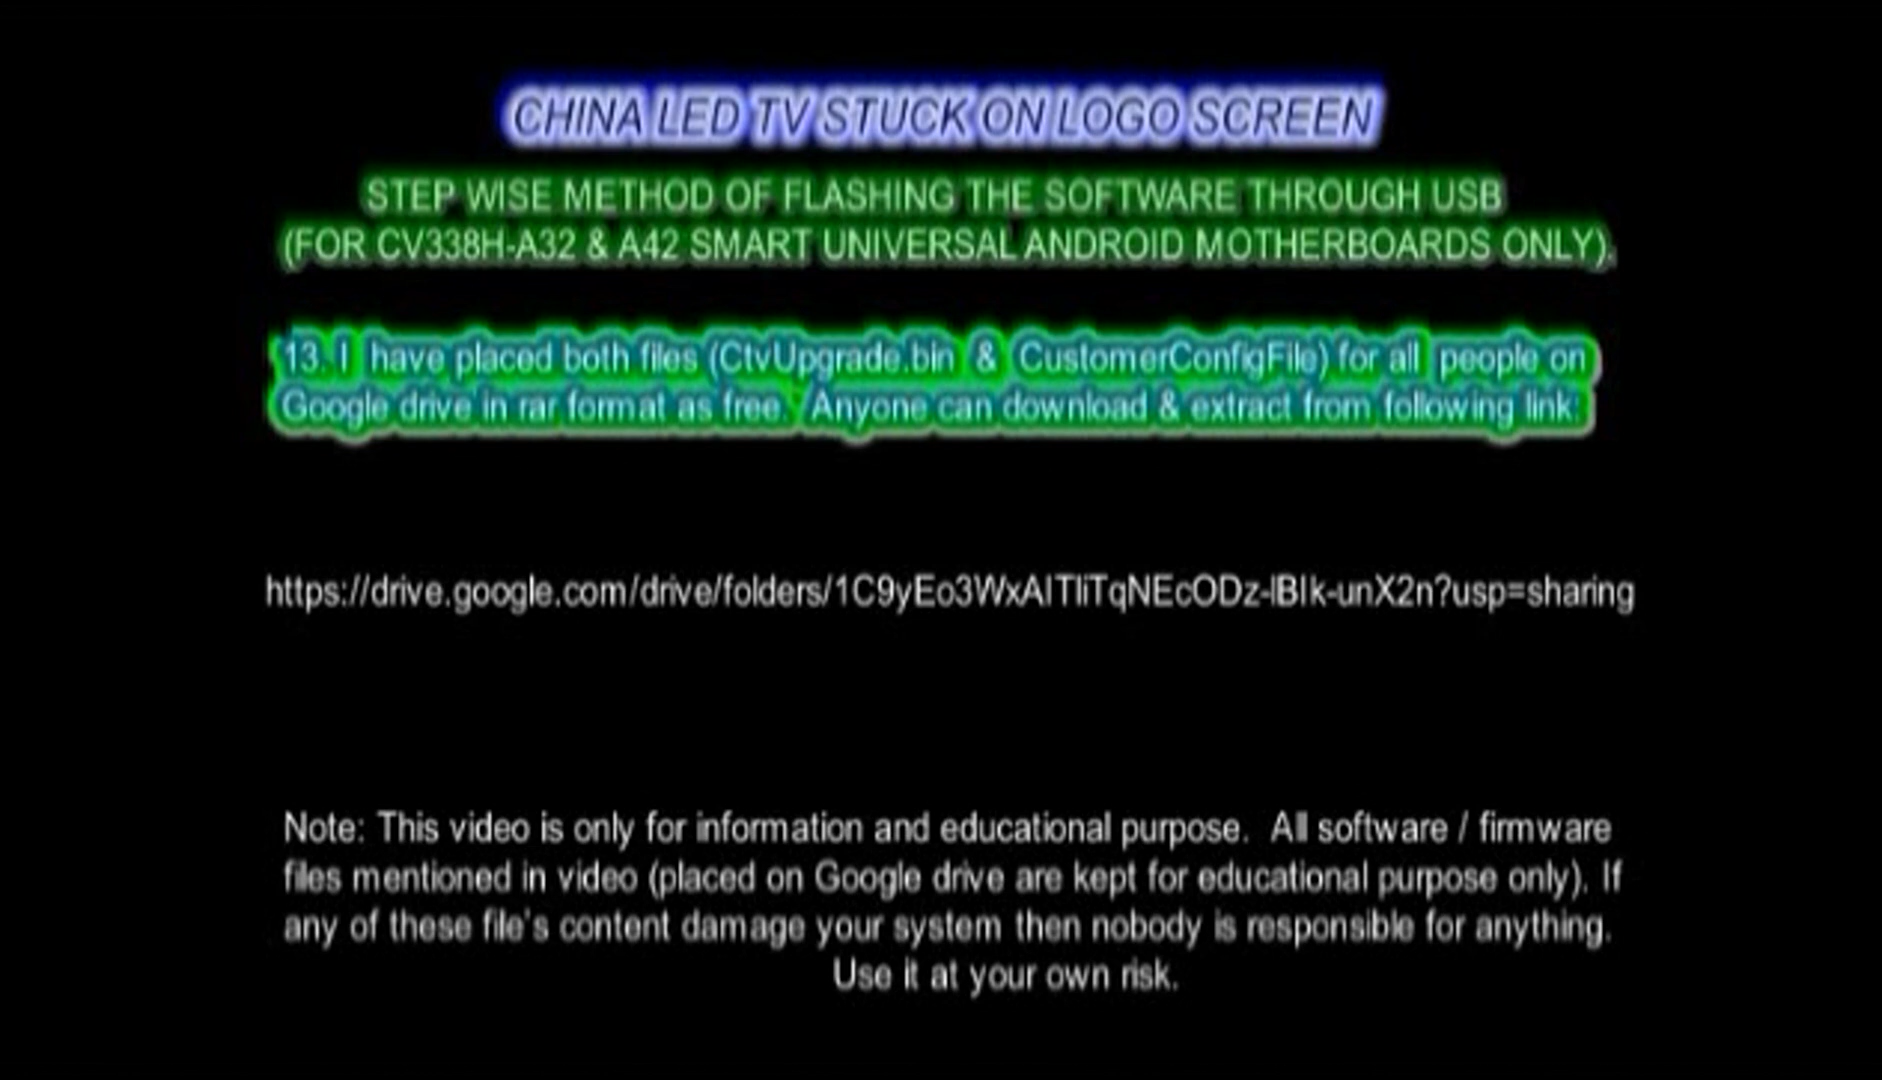 CHINA LED TV STUCK ON LOGO SCREEN
STEP WISE METHOD OF FLASHING THE SOFTWARE THROUGH USB
(FOR CV338H-A32 & A42 SMART UNIVERSAL ANDROID MOTHERBOARDS ONLY).
13. I have placed both files (CtvUpgrade.bin & CustomerConfigFile) for all people on
Google drive in rar format as free. Anyone can download & extract from following link:
https://drive.google.com/drive/folders/1C9yEo3WxAITliTqNEcODz-lBIk-unX2n?usp=sharing
Note: This video is only for information and educational purpose. All software / firmware
files mentioned in video (placed on Google drive are kept for educational purpose only). If
any of these file's content damage your system then nobody is responsible for anything.
Use it at your own risk.